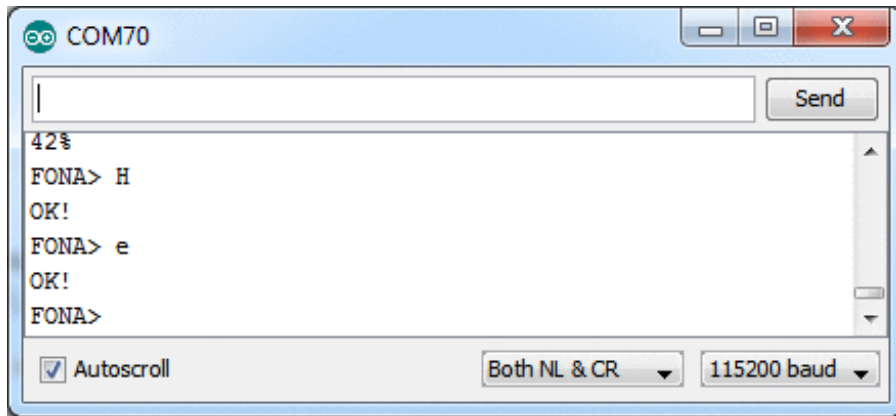 COM70
Send
42%
FONA> H
OK!
FONA> e
OK!
FONA>
Autoscroll
Both NL & CR
115200 baud